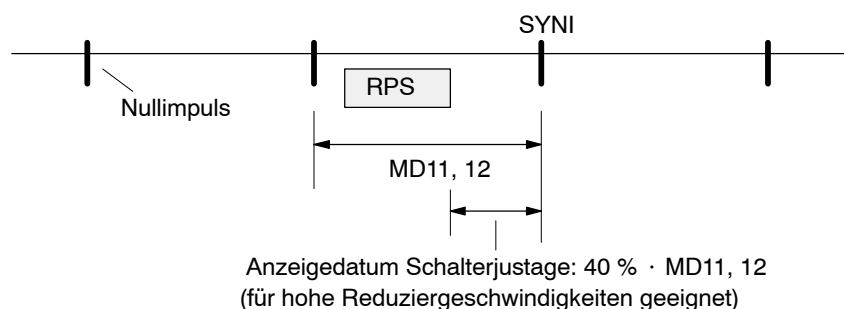 SYNI
RPS
Nullimpuls
MD11, 12
Anzeigedatum Schalterjustage: 40 % · MD11, 12
(für hohe Reduziergeschwindigkeiten geeignet)